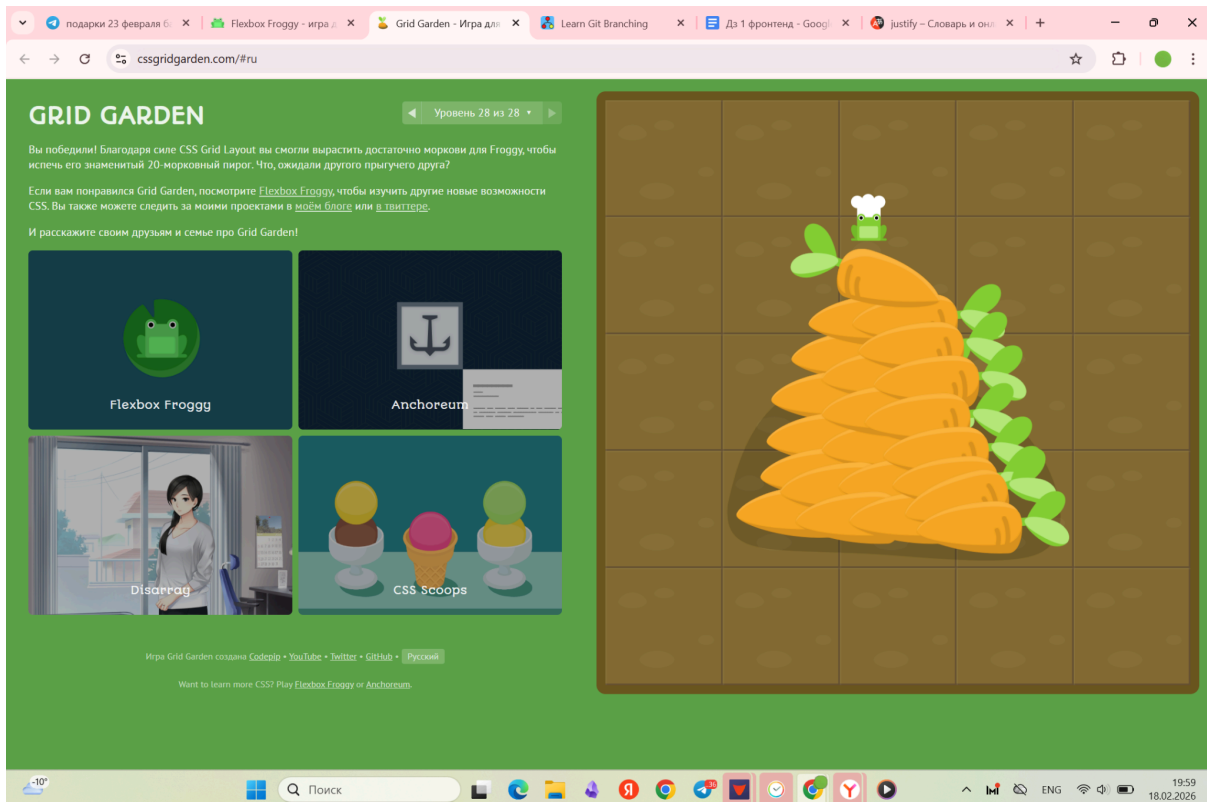 подарки 23 февраля б
Flexbox Froggy - игра д
Grid Garden - Игра для
Learn Git Branching
Дз 1 фронтенд - Googl
justify – Словарь и онл
cssgridgarden.com/#ru
GRID GARDEN
Уровень 28 из 28
Вы победили! Благодаря силе CSS Grid Layout вы смогли вырастить достаточно моркови для Froggy, чтобы
испечь его знаменитый 20-морковный пирог. Что, ожидали другого прыгучего друга?
Если вам понравился Grid Garden, посмотрите Flexbox Froggy, чтобы изучить другие новые возможности
CSS. Вы также можете следить за моими проектами в моём блоге или в твиттере.
И расскажите своим друзьям и семье про Grid Garden!
Flexbox Froggy
Anchoreum
Disarray
CSS Scoops
Игра Grid Garden создана Codepip • YouTube • Twitter • GitHub • Русский
Want to learn more CSS? Play Flexbox Froggy or Anchoreum.
-10°
Поиск
ENG
19:59
18.02.2026